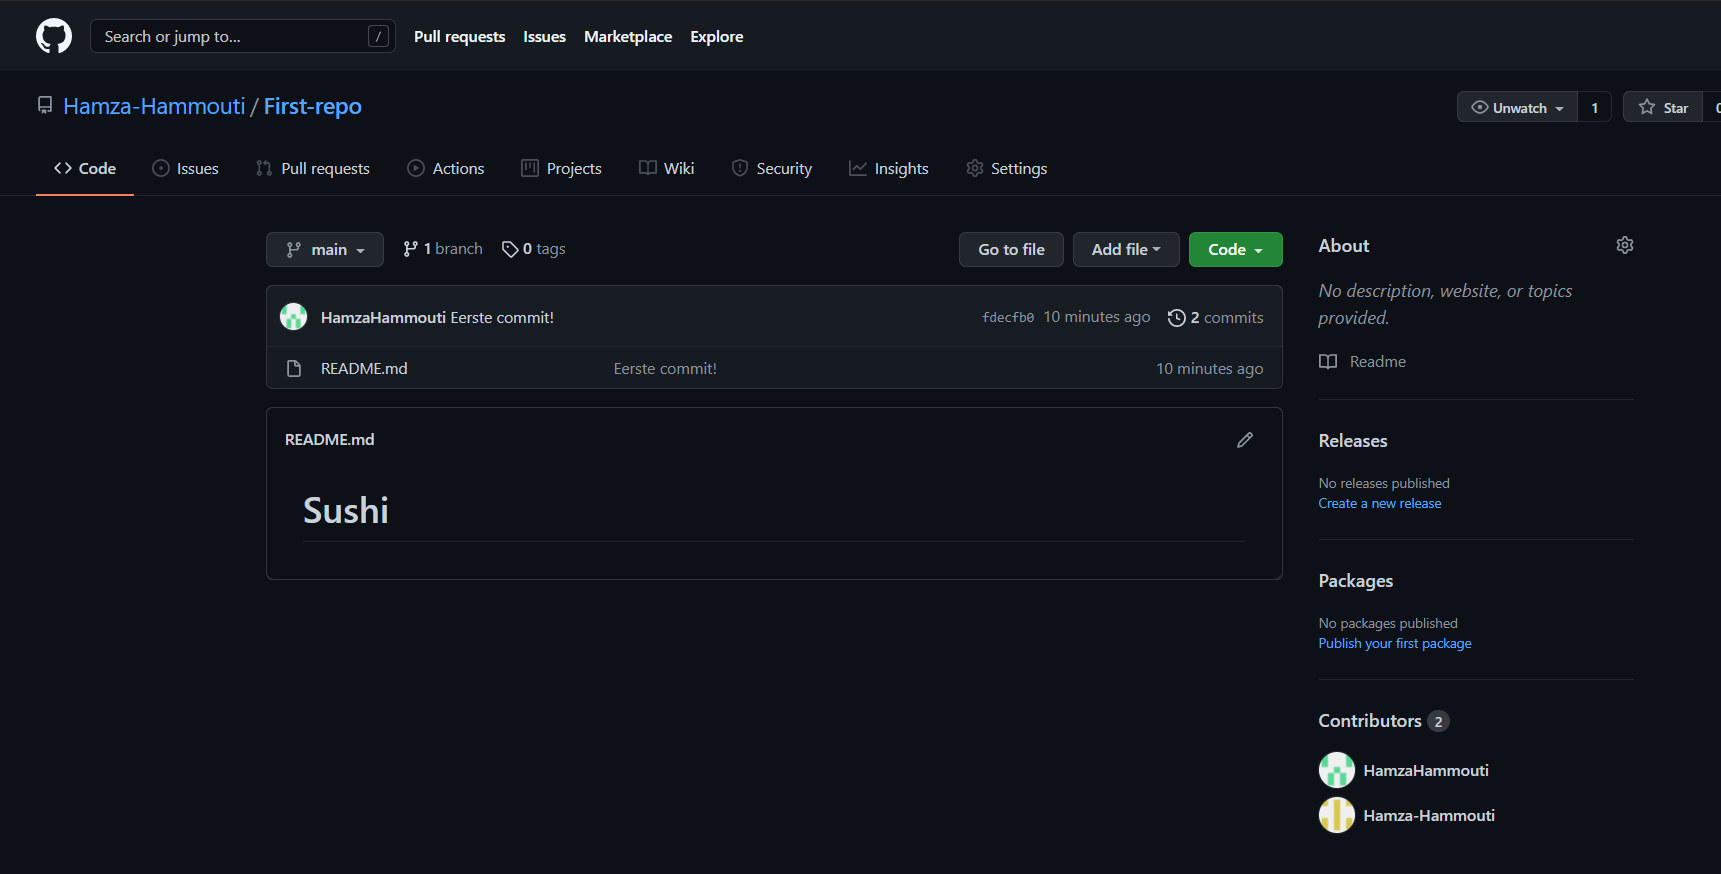 Search or jump to... /
Pull requests Issues Marketplace Explore
Hamza-Hammouti / First-repo
Unwatch 1 Star
Code Issues Pull requests Actions Projects Wiki Security Insights Settings
main 1 branch 0 tags
Go to file Add file Code
HamzaHammouti Eerste commit! fdecfb0 10 minutes ago 2 commits
README.md Eerste commit! 10 minutes ago
README.md
Sushi
About
No description, website, or topics
provided.
Readme
Releases
No releases published
Create a new release
Packages
No packages published
Publish your first package
Contributors 2
HamzaHammouti
Hamza-Hammouti